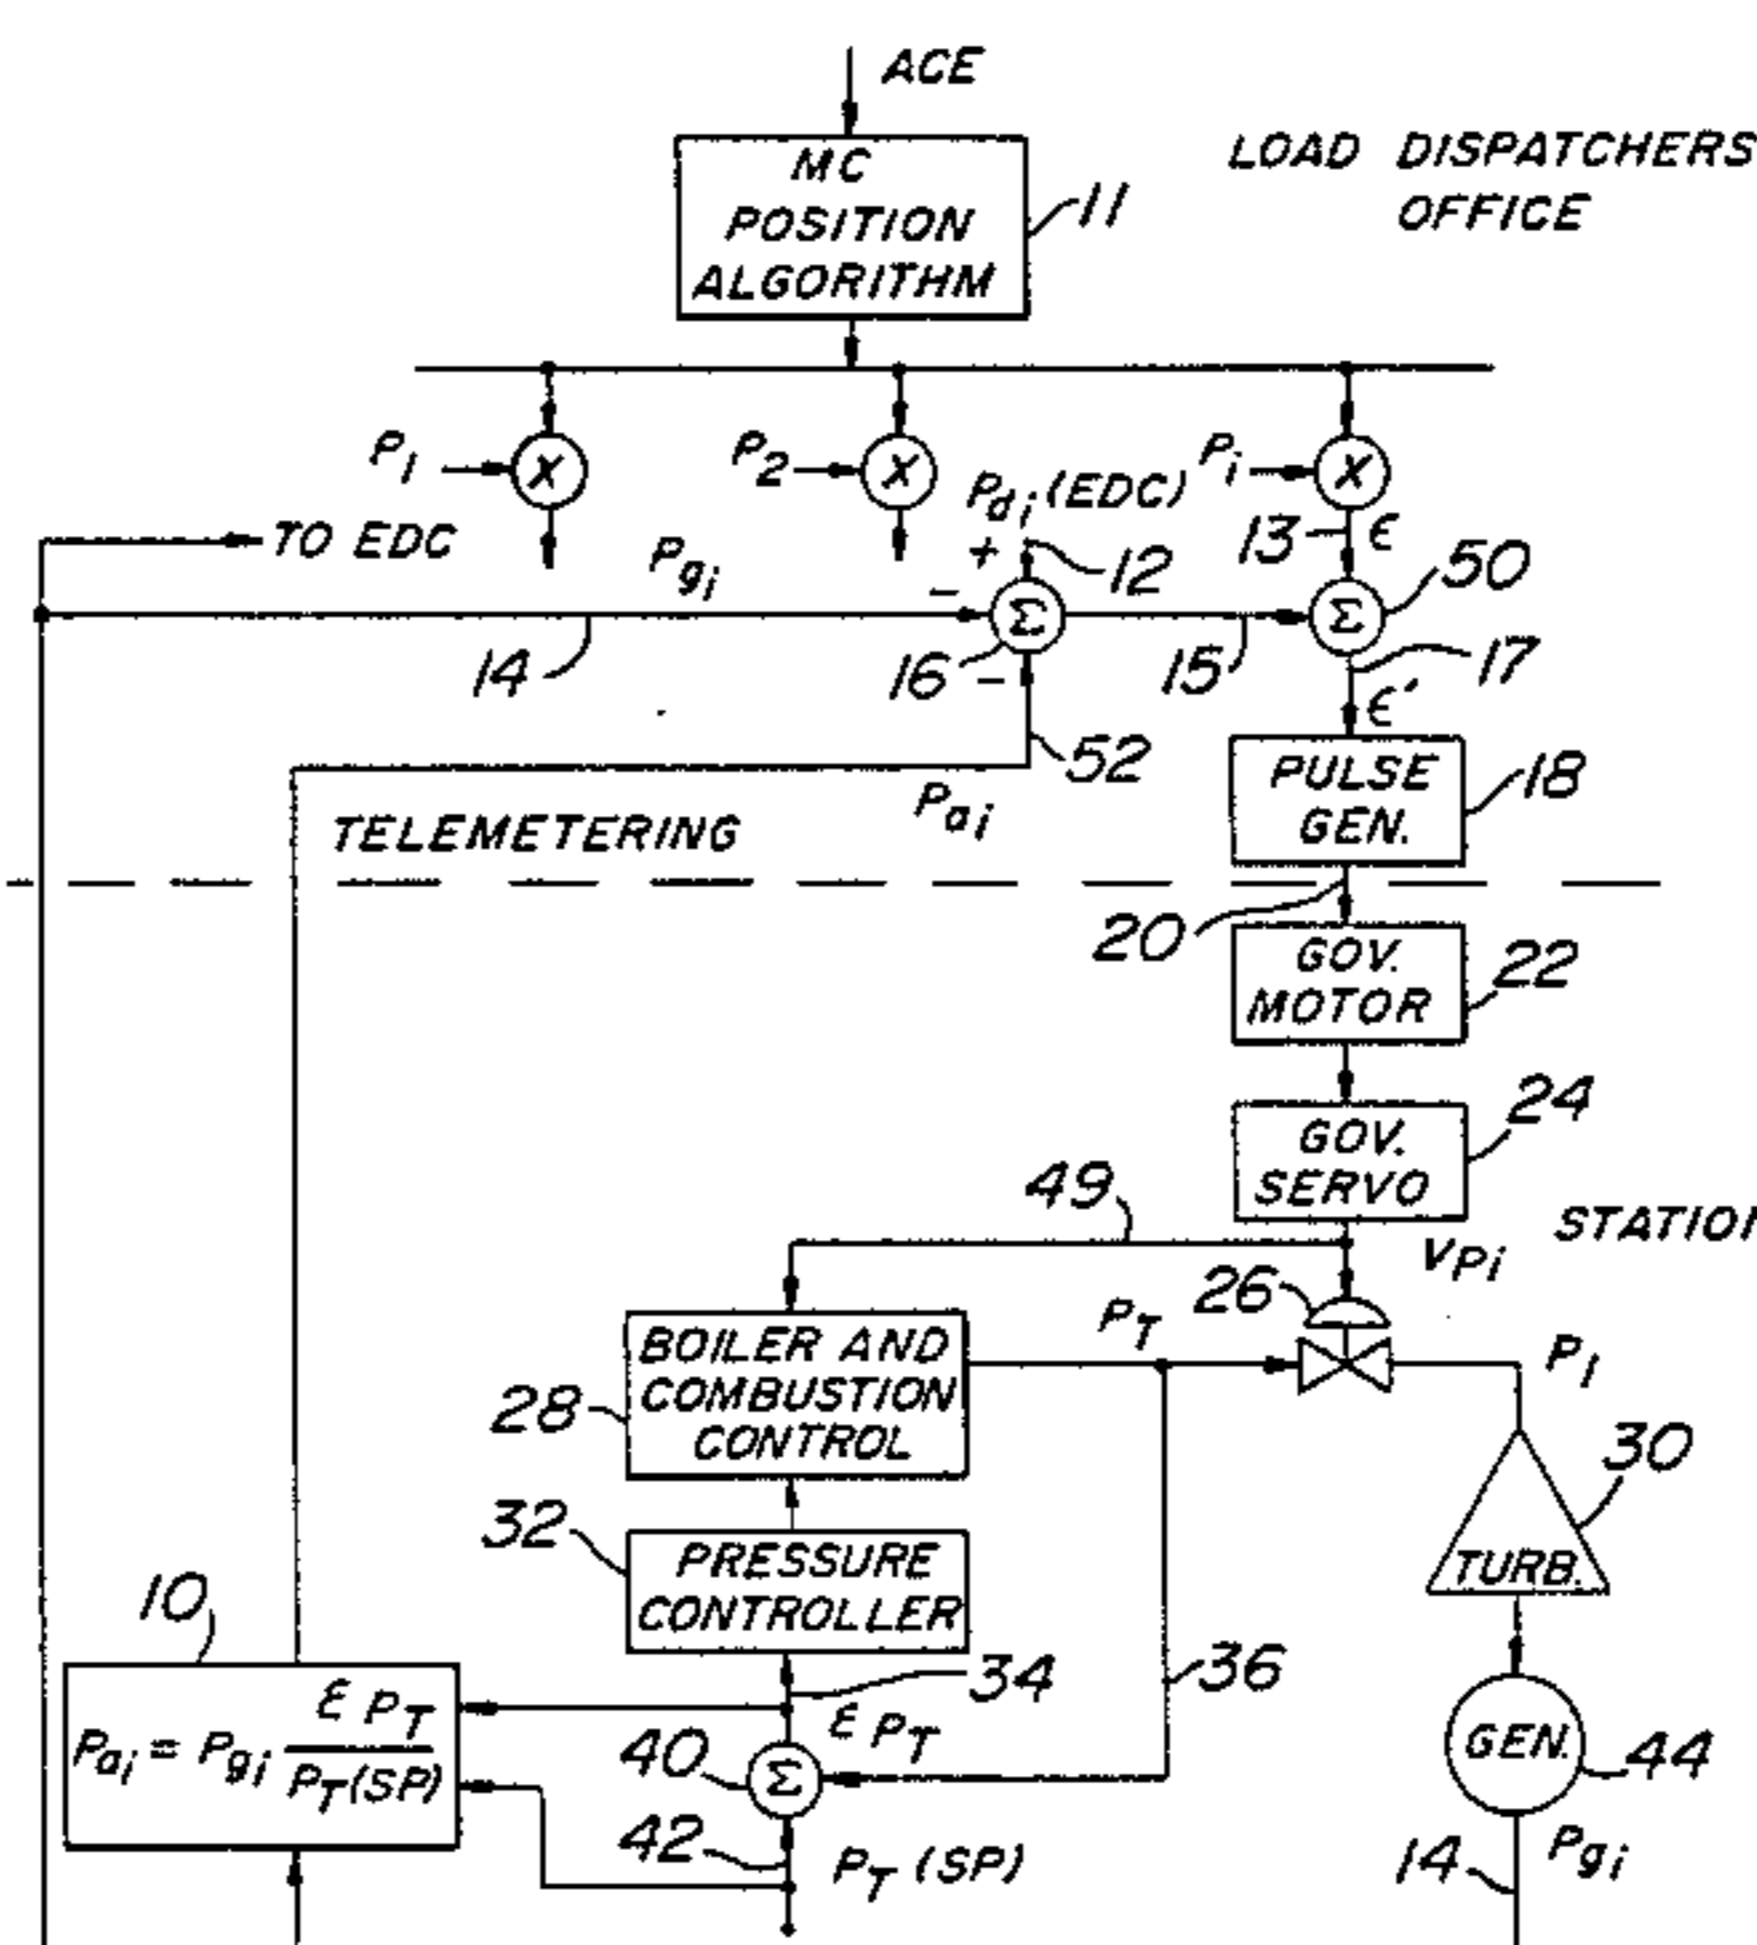 ACE
LOAD DISPATCHERS
OFFICE
MC
POSITION
ALGORITHM
11
P1
X
P2
X
Pi
X
Pdi (EDC)
13
ϵ
TO EDC
Pgi
+
12
50
-
Σ
Σ
14
16
-
15
17
ϵ'
52
Pai
PULSE
GEN.
18
TELEMETERING
20
GOV.
MOTOR
22
GOV.
SERVO
24
49
STATION
VPi
26
PT
P1
BOILER AND
COMBUSTION
CONTROL
28
30
TURB.
32
PRESSURE
CONTROLLER
10
34
36
Pai = Pgi ε PT / PT(SP)
ε PT
40
Σ
GEN.
44
42
PT (SP)
14
Pgi